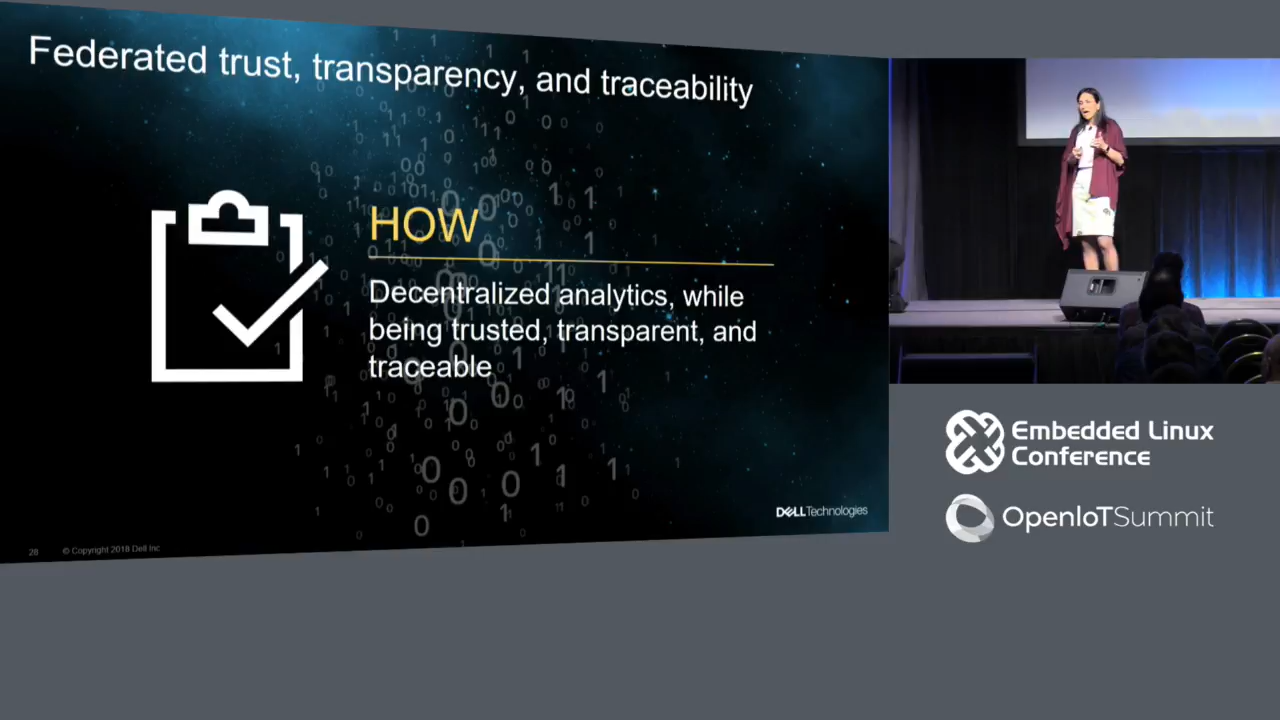 Federated trust, transparency, and traceability
HOW
Decentralized analytics, while
being trusted, transparent, and
traceable
DELLTechnologies
28 © Copyright 2018 Dell Inc
Embedded Linux
Conference
OpenIoTSummit